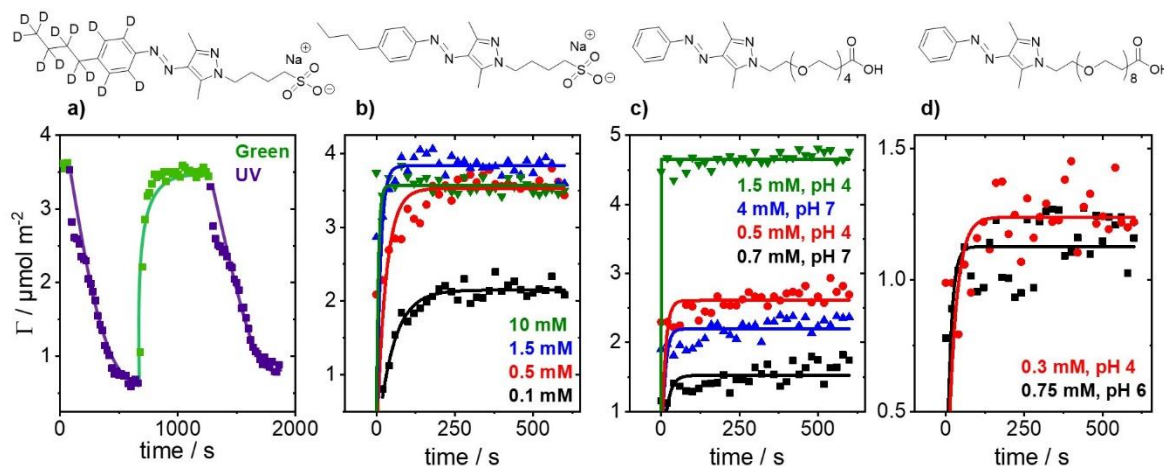 D D D D D D D D D D D D D
N N N N
S O O O⊖
Na⊕
N N N N
S O O O⊖
Na⊕
N N N N
(O)4 O OH
N N N N
(O)8 O OH
a) b) c) d)
Green
UV
Γ / µmol m-2
4
3
2
1
0
0 1000 2000
time / s
4
3
2
1
10 mM
1.5 mM
0.5 mM
0.1 mM
0 250 500
time / s
5
4
3
2
1
1.5 mM, pH 4
4 mM, pH 7
0.5 mM, pH 4
0.7 mM, pH 7
0 250 500
time / s
1.5
1.0
0.5
0.3 mM, pH 4
0.75 mM, pH 6
0 250 500
time / s